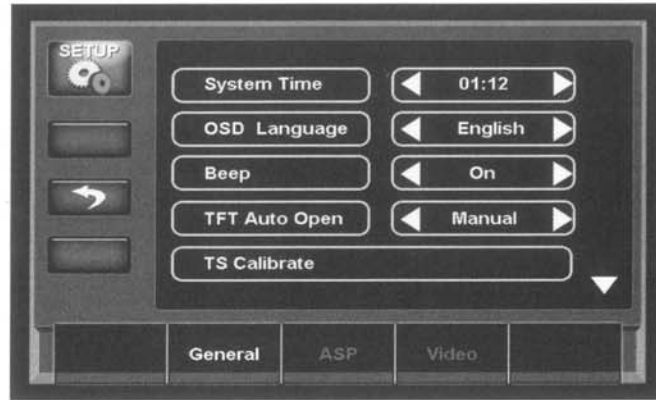 SETUP
System Time 01:12
OSD Language English
Beep On
TFT Auto Open Manual
TS Calibrate
General ASP Video